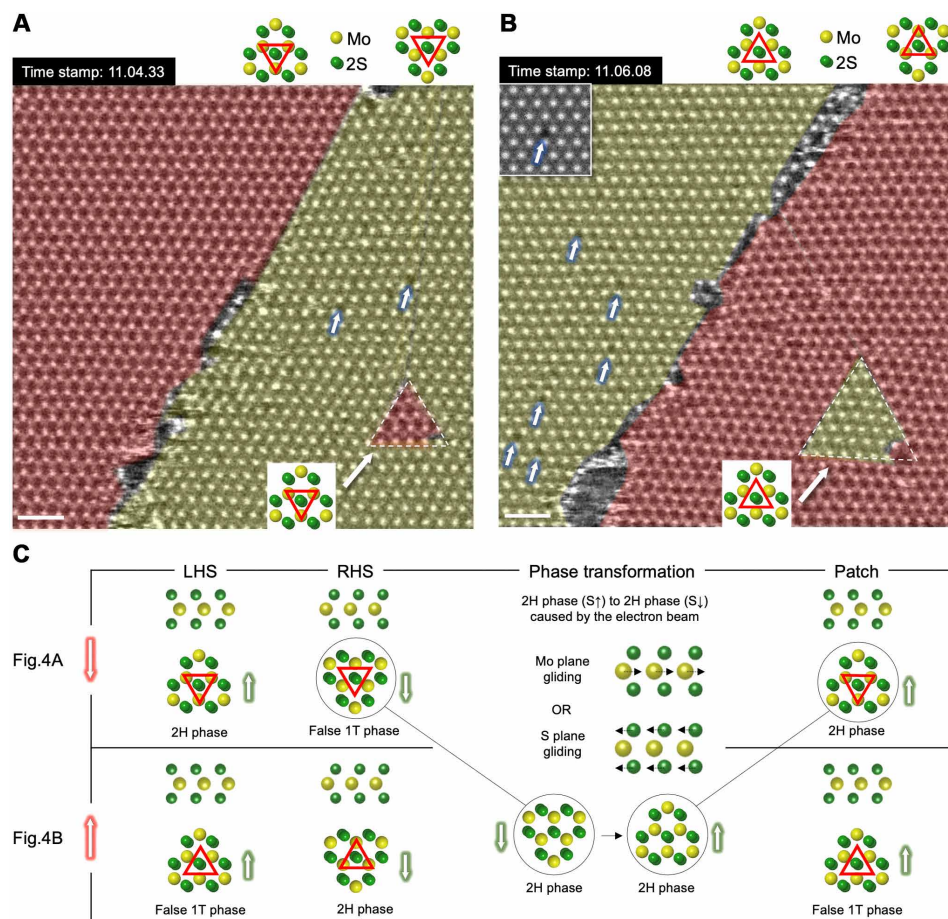 A
Mo
2S
Time stamp: 11.04.33
B
Mo
2S
Time stamp: 11.06.08
C
LHS
RHS
Phase transformation
Patch
2H phase (S↑) to 2H phase (S↓)
caused by the electron beam
Fig.4A
Mo plane
gliding
OR
S plane
gliding
2H phase
False 1T phase
2H phase
Fig.4B
False 1T phase
2H phase
2H phase
2H phase
False 1T phase